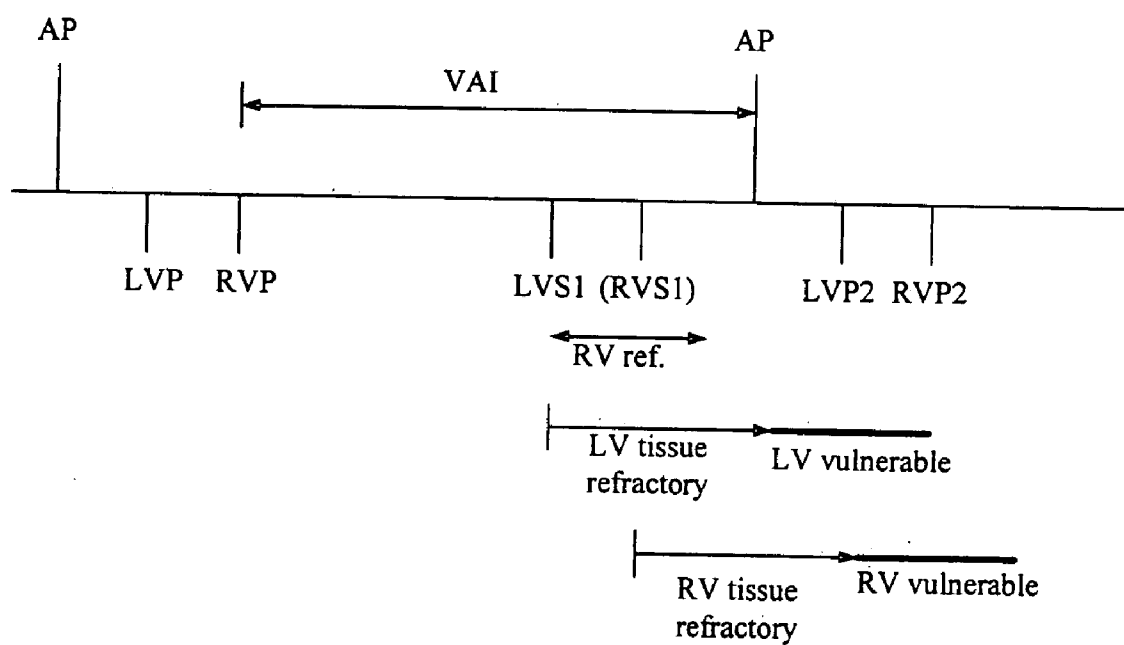 AP
AP
VAI
LVP RVP LVS1 (RVS1) LVP2 RVP2
RV ref.
LV tissue
refractory
LV vulnerable
RV tissue
refractory
RV vulnerable